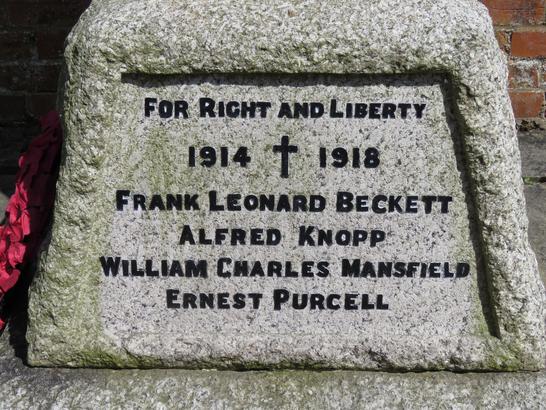 FOR RIGHT AND LIBERTY
1914 ✝ 1918
FRANK LEONARD BECKETT
ALFRED KNOPP
WILLIAM CHARLES MANSFIELD
ERNEST PURCELL